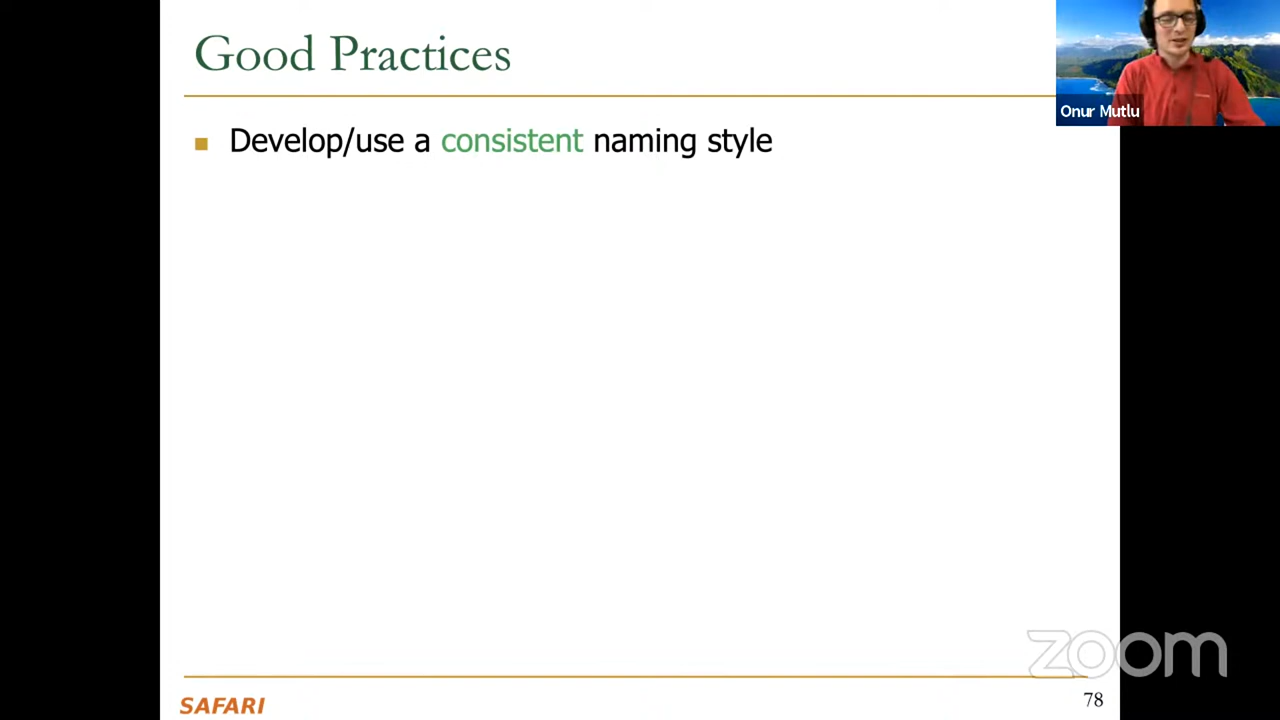 Good Practices
Onur Mutlu
Develop/use a consistent naming style
zoom
SAFARI
78